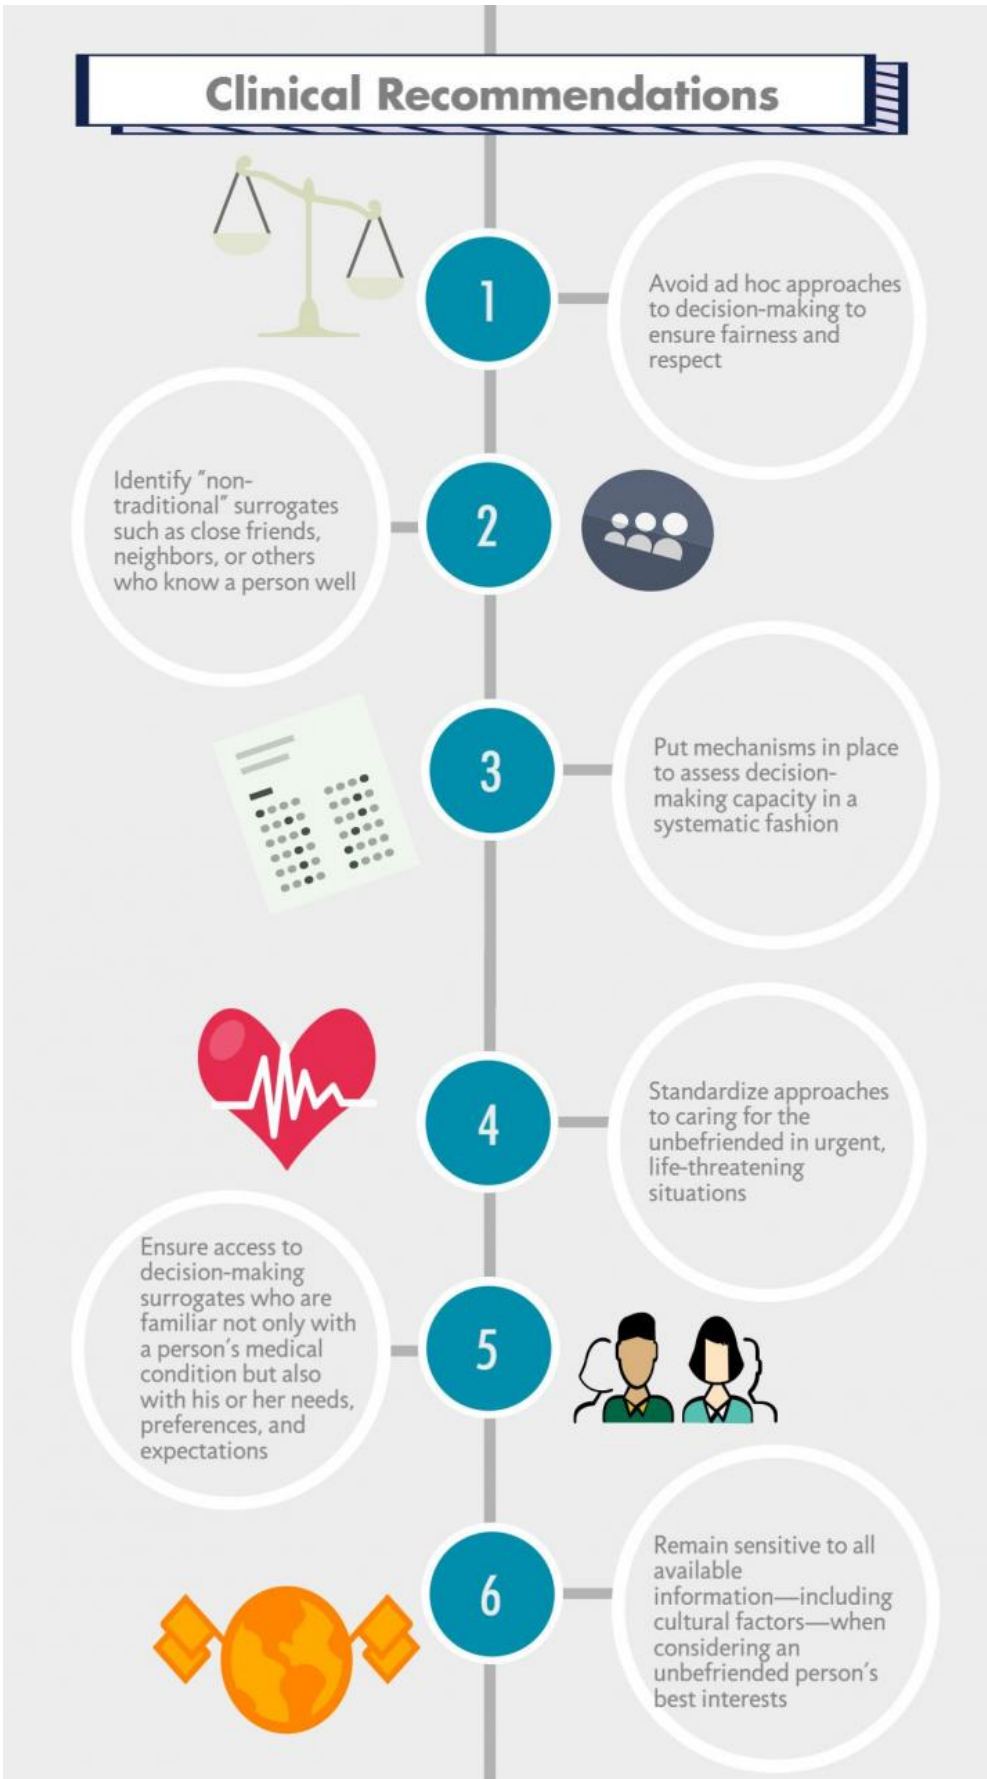 Clinical Recommendations
1
Avoid ad hoc approaches
to decision-making to
ensure fairness and
respect
2
Identify "non-
traditional" surrogates
such as close friends,
neighbors, or others
who know a person well
3
Put mechanisms in place
to assess decision-
making capacity in a
systematic fashion
4
Standardize approaches
to caring for the
unbefriended in urgent,
life-threatening
situations
5
Ensure access to
decision-making
surrogates who are
familiar not only with
a person's medical
condition but also
with his or her needs,
preferences, and
expectations
6
Remain sensitive to all
available
information—including
cultural factors—when
considering an
unbefriended person's
best interests